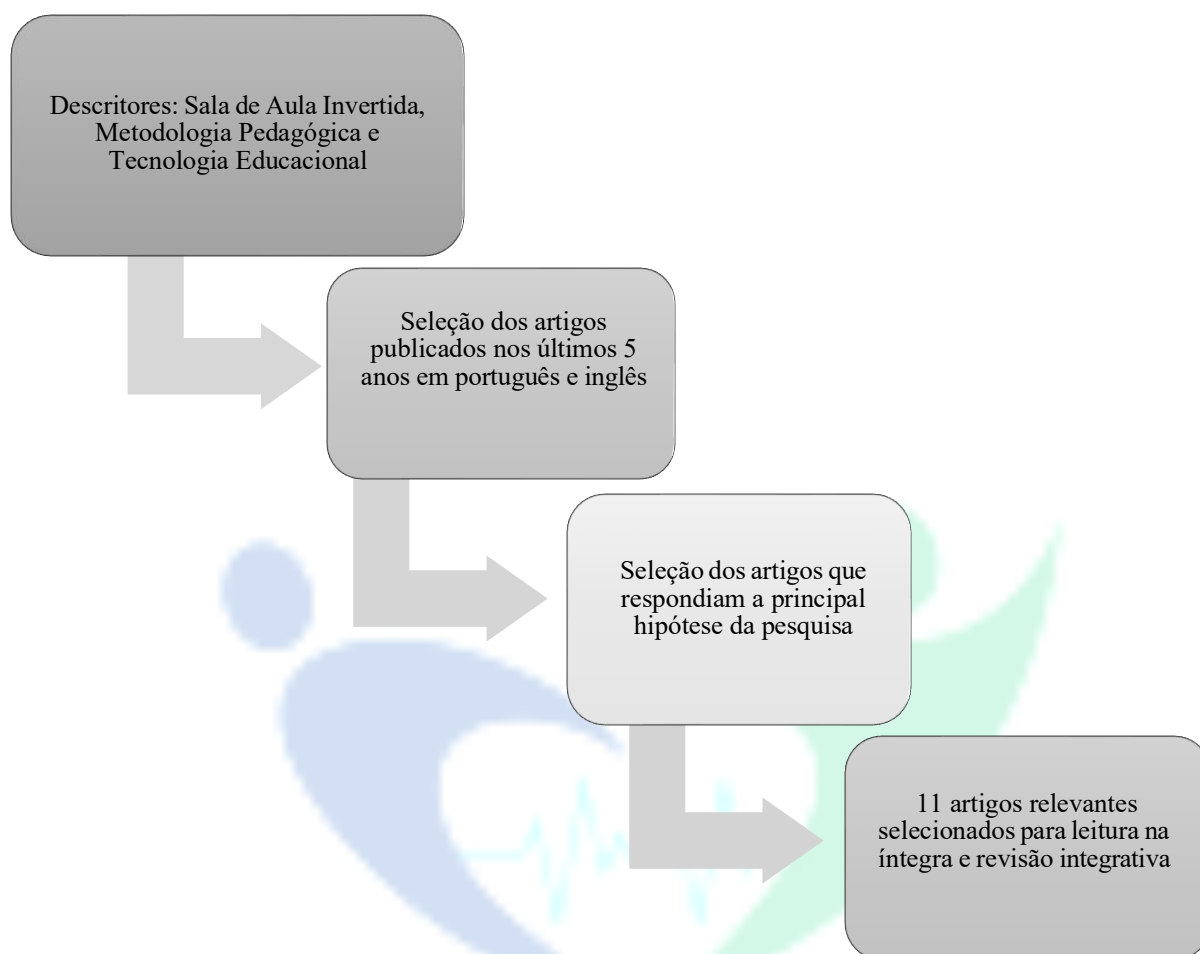 Descritores: Sala de Aula Invertida,
Metodologia Pedagógica e
Tecnologia Educacional
Seleção dos artigos
publicados nos últimos 5
anos em português e inglês
Seleção dos artigos que
respondiam a principal
hipótese da pesquisa
11 artigos relevantes
selecionados para leitura na
íntegra e revisão integrativa